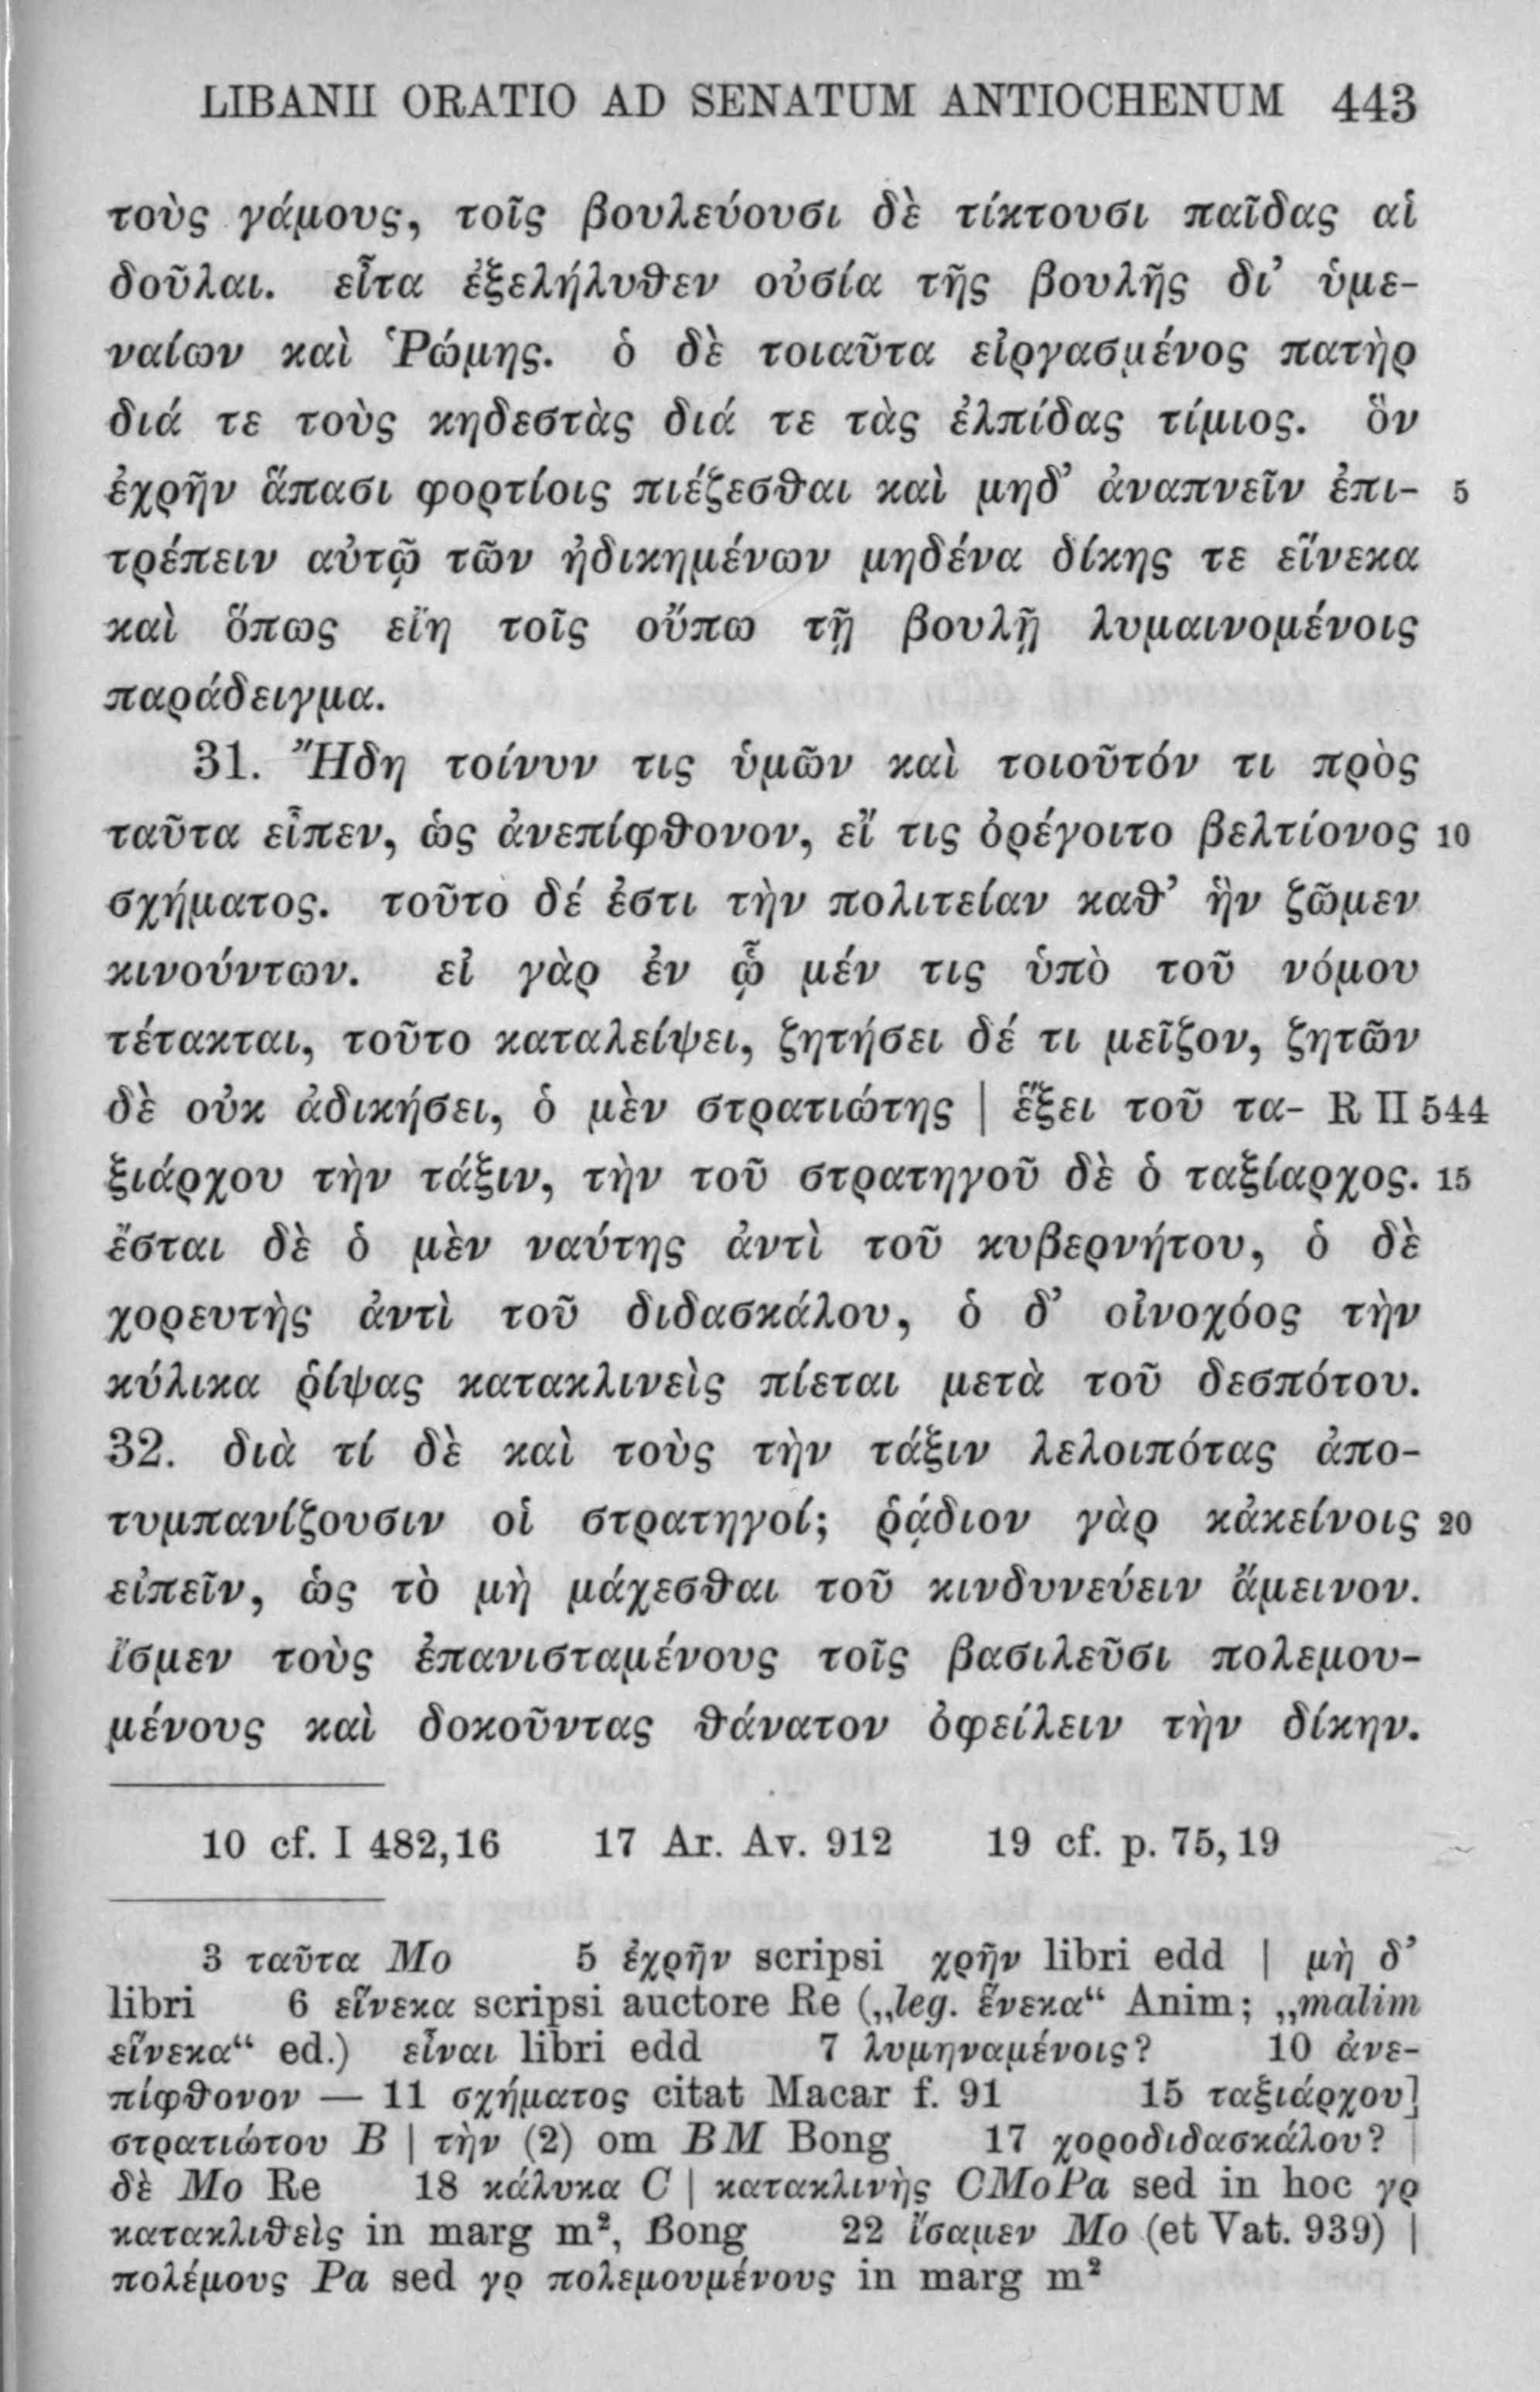 LIBANII ORATIO AD SENATUM ANTIOCHENUM 443
τοὺς γάμους, τοῖς βουλεύουσι δὲ τίκτουσι παῖδας αἱ
δοῦλαι. εἶτα ἐξελήλυθεν οὐσία τῆς βουλῆς δι’ ὑμε-
ναίων καὶ Ῥώμης. ὁ δὲ τοιαῦτα εἰργασμένος πατὴρ
διά τε τοὺς κηδεστὰς διά τε τὰς ἐλπίδας τίμιος. ὃν
ἐχρῆν ἅπασι φορτίοις πιέζεσθαι καὶ μηδ’ ἀναπνεῖν ἐπι- 5
τρέπειν αὐτῷ τῶν ἠδικημένων μηδένα δίκης τε εἵνεκα
καὶ ὅπως εἴη τοῖς οὔπω τῇ βουλῇ λυμαινομένοις
παράδειγμα.
31. Ἤδη τοίνυν τις ὑμῶν καὶ τοιοῦτόν τι πρὸς
ταῦτα εἶπεν, ὡς ἀνεπίφθονον, εἴ τις ὀρέγοιτο βελτίονος 10
σχήματος. τοῦτο δέ ἐστι τὴν πολιτείαν καθ’ ἣν ζῶμεν
κινούντων. εἰ γὰρ ἐν ᾧ μέν τις ὑπὸ τοῦ νόμου
τέτακται, τοῦτο καταλείψει, ζητήσει δέ τι μεῖζον, ζητῶν
δὲ οὐκ ἀδικήσει, ὁ μὲν στρατιώτης | ἕξει τοῦ τα- R II 544
ξιάρχου τὴν τάξιν, τὴν τοῦ στρατηγοῦ δὲ ὁ ταξίαρχος. 15
ἔσται δὲ ὁ μὲν ναύτης ἀντὶ τοῦ κυβερνήτου, ὁ δὲ
χορευτὴς ἀντὶ τοῦ διδασκάλου, ὁ δ’ οἰνοχόος τὴν
κύλικα ῥίψας κατακλινεὶς πίεται μετὰ τοῦ δεσπότου.
32. διὰ τί δὲ καὶ τοὺς τὴν τάξιν λελοιπότας ἀπο-
τυμπανίζουσιν οἱ στρατηγοί; ῥᾴδιον γὰρ κἀκείνοις 20
εἰπεῖν, ὡς τὸ μὴ μάχεσθαι τοῦ κινδυνεύειν ἄμεινον.
ἴσμεν τοὺς ἐπανισταμένους τοῖς βασιλεῦσι πολεμου-
μένους καὶ δοκοῦντας θάνατον ὀφείλειν τὴν δίκην.
10 cf. I 482,16 17 Ar. Av. 912 19 cf. p. 75,19
3 ταῦτα Mo 5 ἐχρῆν scripsi χρῆν libri edd | μὴ δ’
libri 6 εἵνεκα scripsi auctore Re („leg. ἕνεκα“ Anim; „malim
εἵνεκα“ ed.) εἶναι libri edd 7 λυμηναμένοις? 10 ἀνε-
πίφθονον — 11 σχήματος citat Macar f. 91 15 ταξιάρχου]
στρατιώτου B | τὴν (2) om BM Bong 17 χοροδιδασκάλου? |
δὲ Mo Re 18 κάλυκα C | κατακλινὴς CMoPa sed in hoc γρ
κατακλιθεὶς in marg m², Bong 22 ἴσαμεν Mo (et Vat. 939) |
πολέμους Pa sed γρ πολεμουμένους in marg m²